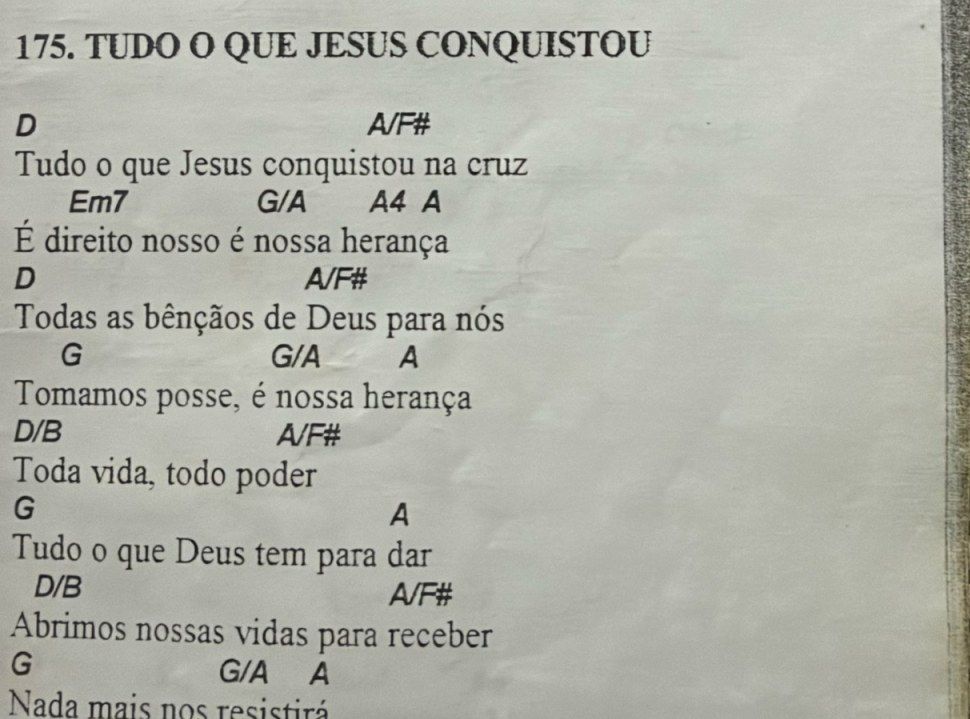 175. TUDO O QUE JESUS CONQUISTOU
D A/F#
Tudo o que Jesus conquistou na cruz
Em7 G/A A4 A
É direito nosso é nossa herança
D A/F#
Todas as bênçãos de Deus para nós
G G/A A
Tomamos posse, é nossa herança
D/B A/F#
Toda vida, todo poder
G A
Tudo o que Deus tem para dar
D/B A/F#
Abrimos nossas vidas para receber
G G/A A
Nada mais nos resistirá